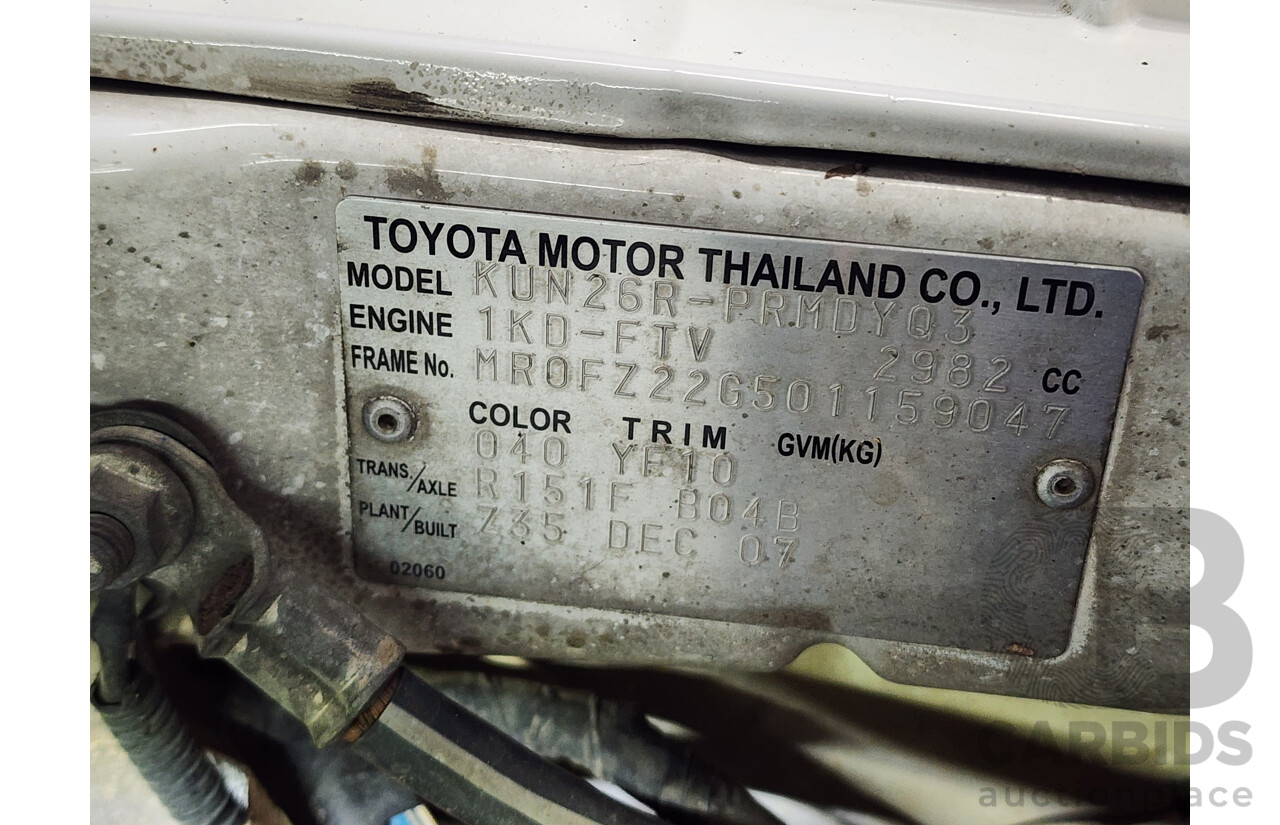 TOYOTA MOTOR THAILAND CO., LTD.
MODEL KUN26R-PRMDYQ3
ENGINE 1KD-FTV 2982 CC
FRAME No. MR0FZ22G501159047
COLOR TRIM GVM(KG)
040 YF10
TRANS./AXLE R151F B04B
PLANT/BUILT Z35 DEC 07
02060
B
CARBIDS
auctionplace